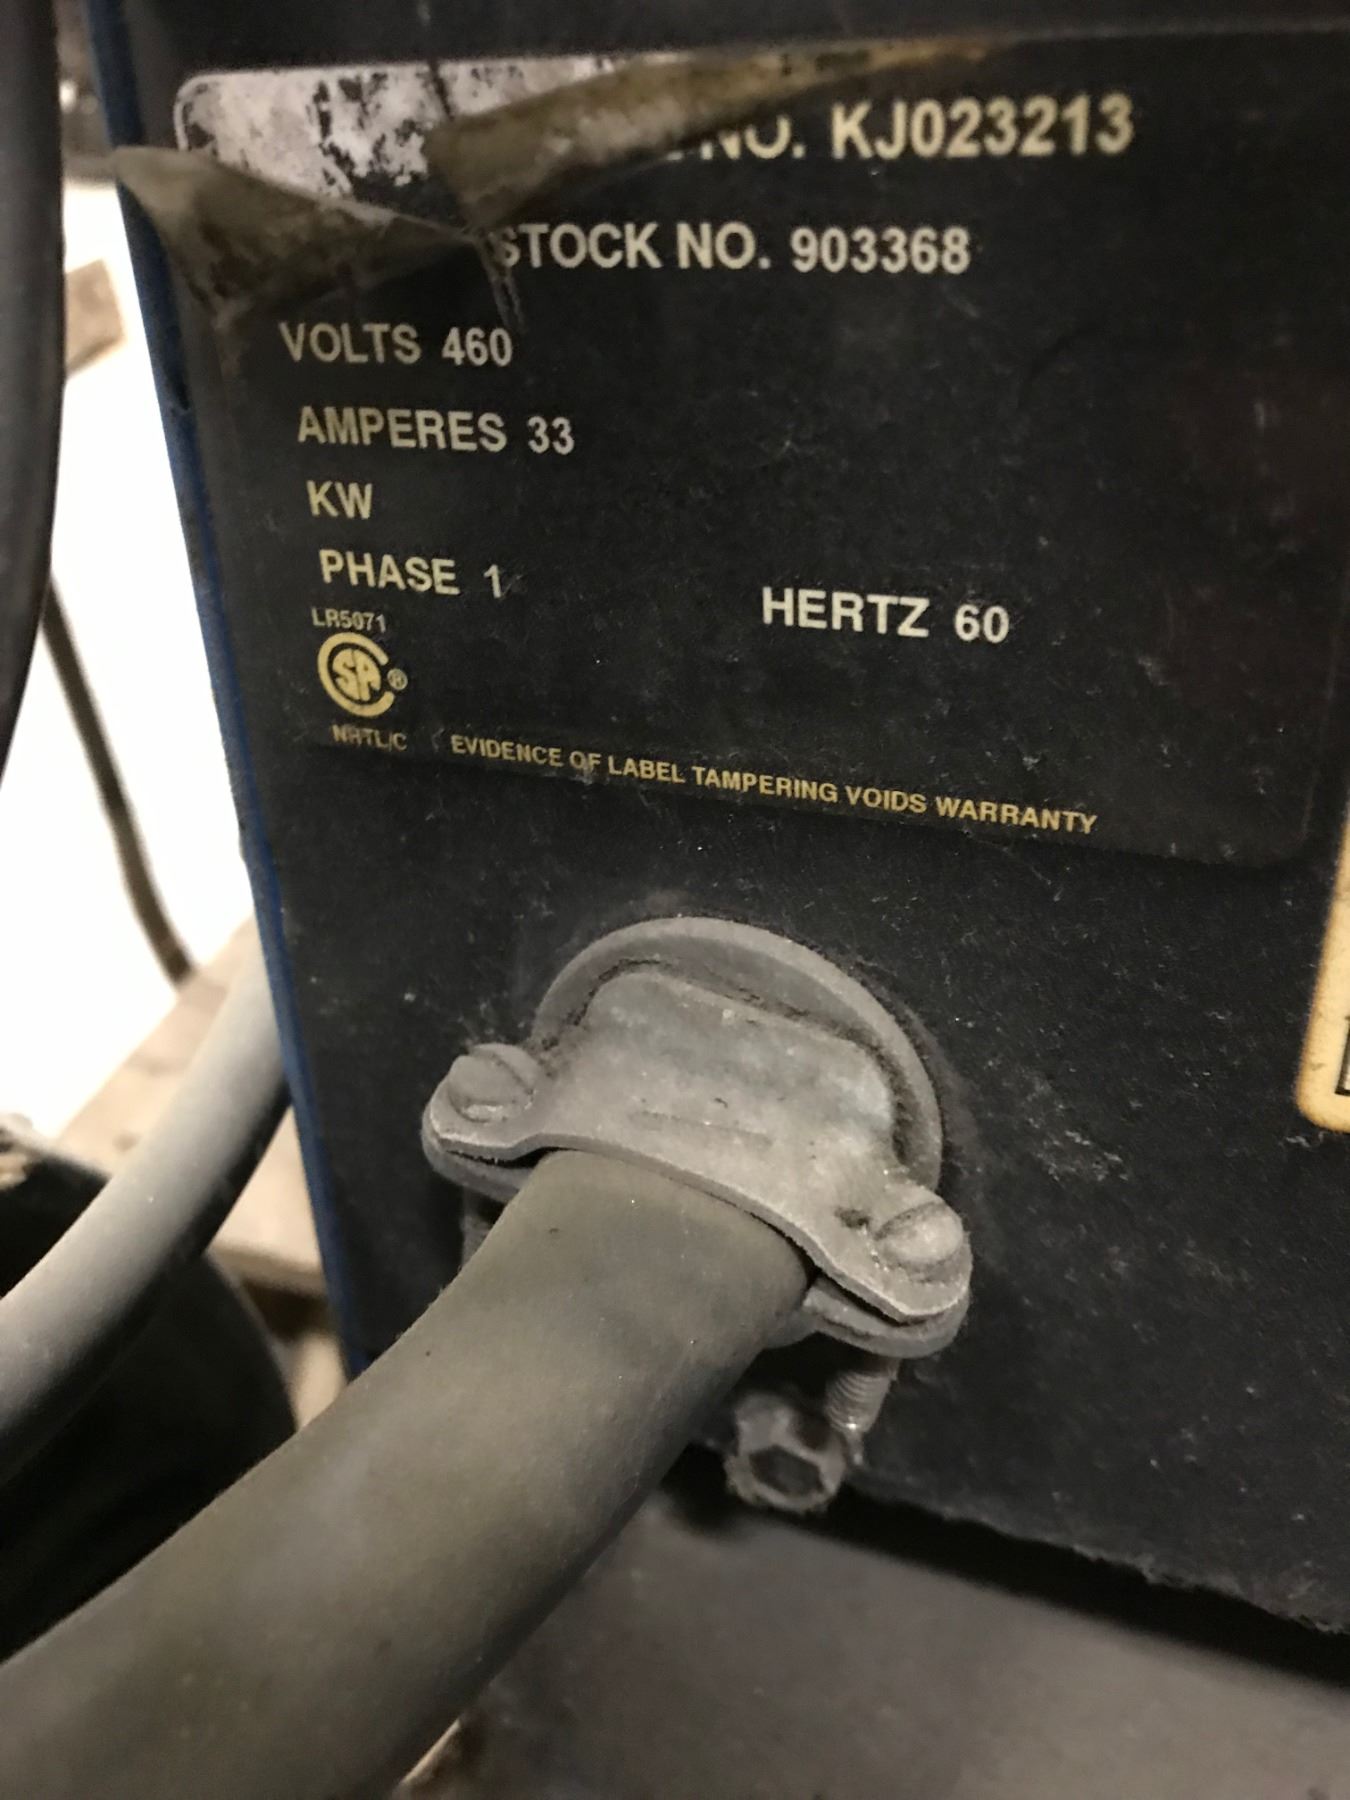 NO. KJ023213
STOCK NO. 903368
VOLTS 460
AMPERES 33
KW
PHASE 1 HERTZ 60
LR5071
SA®
NRTL/C EVIDENCE OF LABEL TAMPERING VOIDS WARRANTY